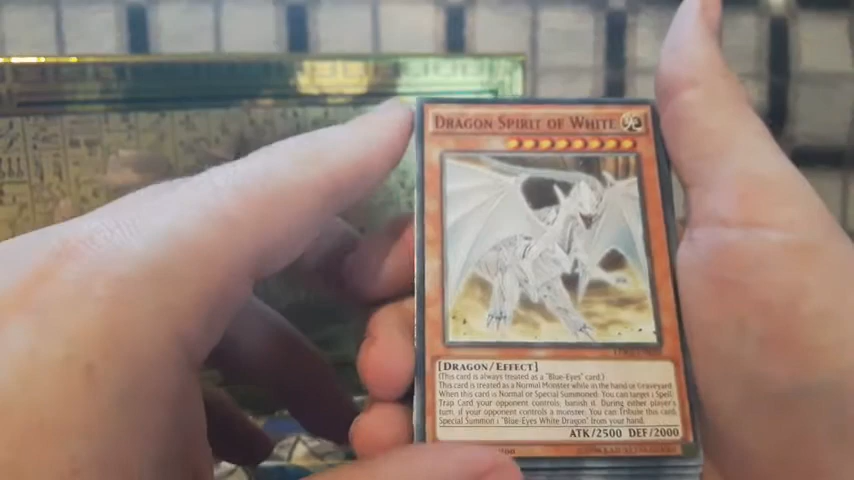 DRAGON SPIRIT OF WHITE
[DRAGON/EFFECT]
(This card is always treated as a "Blue-Eyes" card.)
This card is treated as a Normal Monster while in the hand or Graveyard.
When this card is Normal or Special Summoned: You can target 1 Spell/
Trap Card your opponent controls; banish it. During either player's
turn, if your opponent controls a monster: You can Tribute this card;
Special Summon 1 "Blue-Eyes White Dragon" from your hand.
ATK/2500 DEF/2000